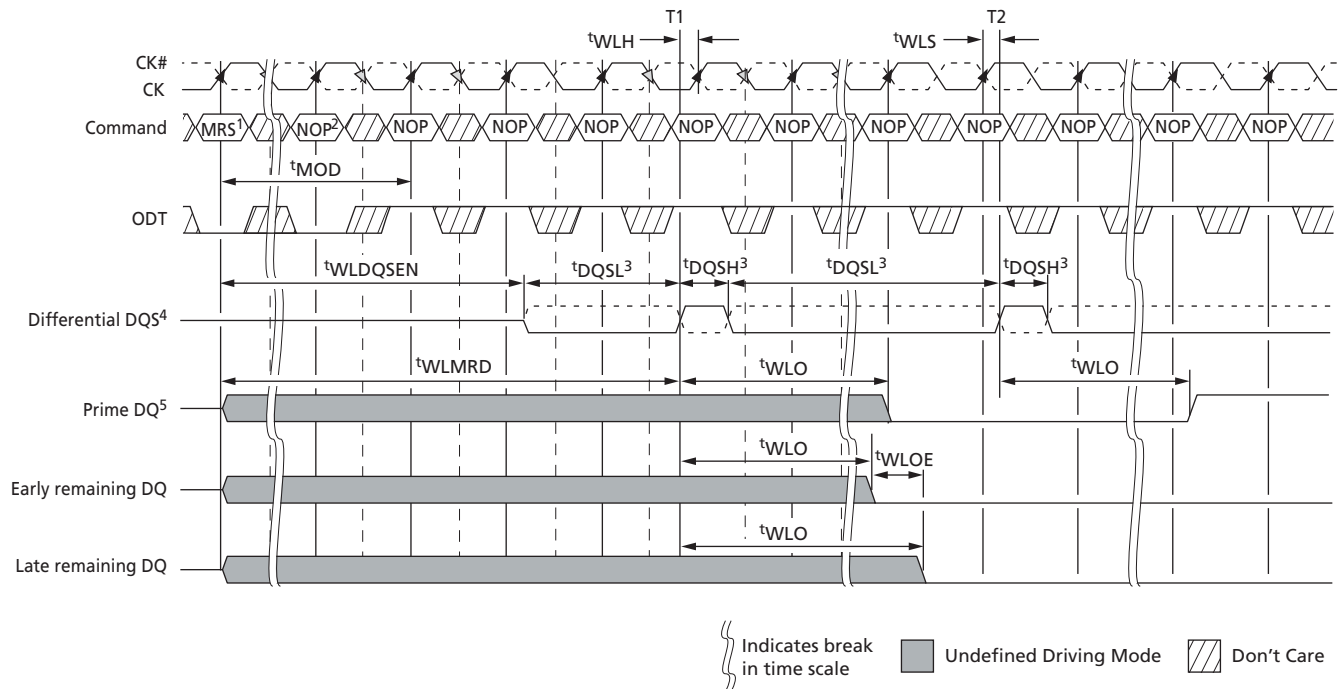 T1 T2
tWLH tWLS
CK#
CK
Command MRS1 NOP2 NOP NOP NOP NOP NOP NOP NOP NOP NOP NOP
tMOD
ODT
tWLDQSEN tDQSL3 tDQSH3 tDQSL3 tDQSH3
Differential DQS4
tWLMRD tWLO tWLO
Prime DQ5
tWLO tWLOE
Early remaining DQ
tWLO
Late remaining DQ
Indicates break
in time scale
Undefined Driving Mode
Don't Care